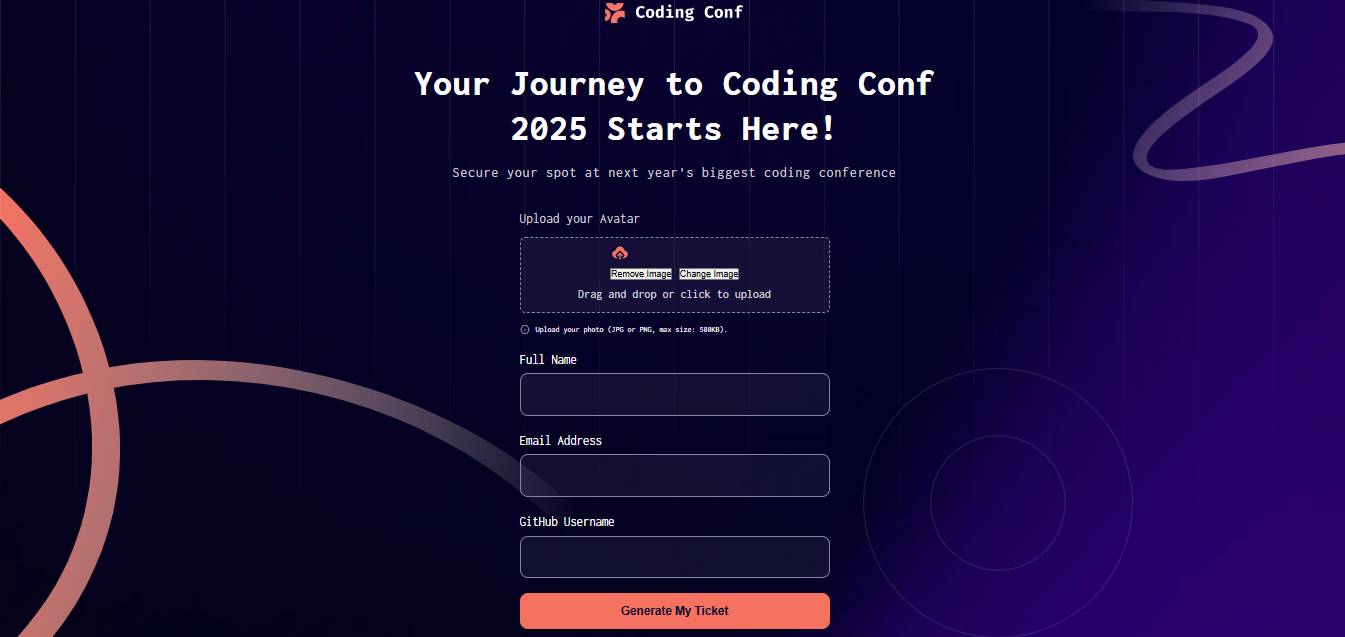 Coding Conf
Your Journey to Coding Conf
2025 Starts Here!
Secure your spot at next year's biggest coding conference
Upload your Avatar
Remove Image Change Image
Drag and drop or click to upload
Upload your photo (JPG or PNG, max size: 500KB).
Full Name
Email Address
GitHub Username
Generate My Ticket